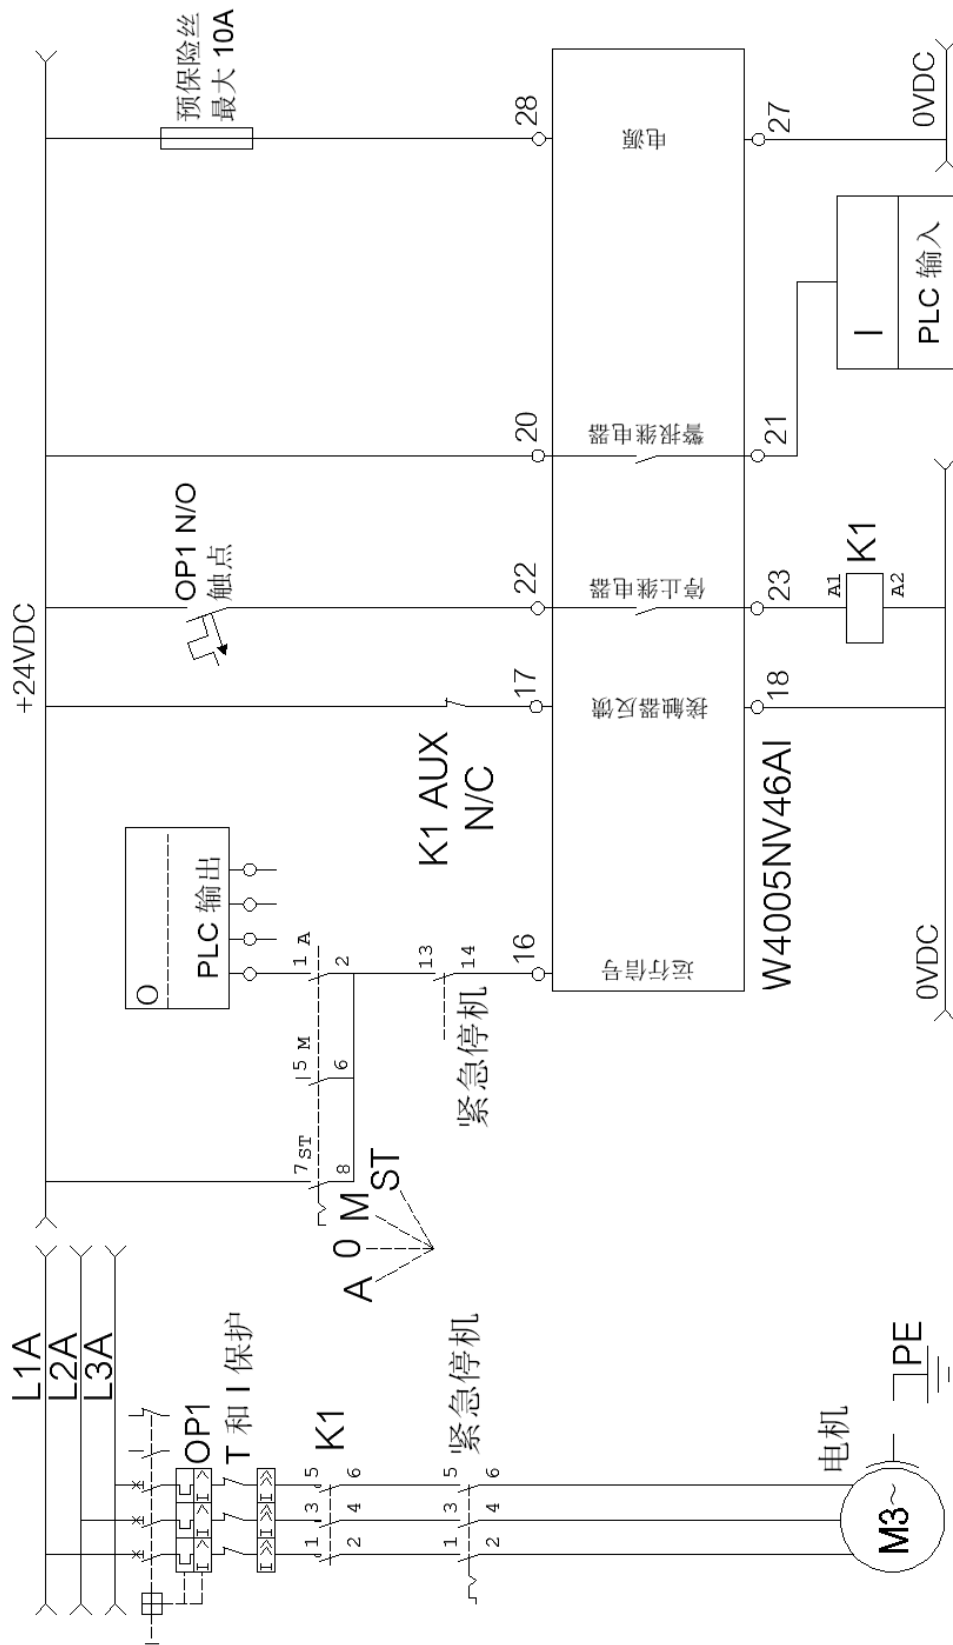 +24VDC
预保险丝
最大 10A
OP1 N/O
触点
28
20
22
17
K1 AUX
N/C
O
PLC 输出
1 A
2
5 M
6
7 ST
8
13
14
紧急停机
16
电源
警报继电器
停止继电器
接触器反馈
运行信号
27
21
23
18
W4005NV46AI
0VDC
I
PLC 输入
K1
A1
A2
0VDC
A 0 M ST
L1A
L2A
L3A
OP1
I> I> I>
T 和 I 保护
I>> I>> I>>
K1
1 3 5
2 4 6
紧急停机
1 3 5
2 4 6
电机
M3~
PE